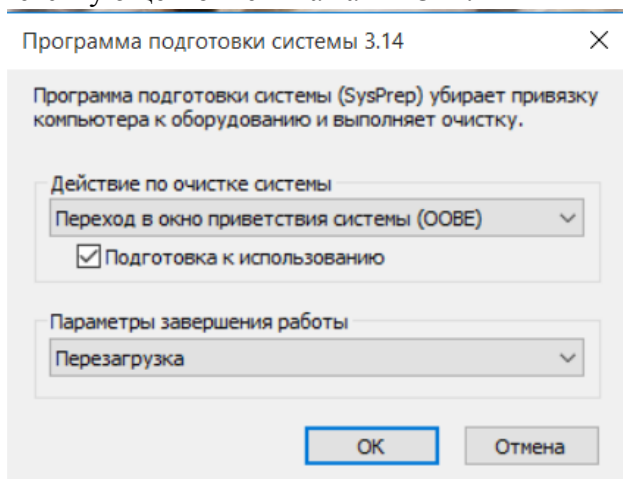 Программа подготовки системы 3.14
Программа подготовки системы (SysPrep) убирает привязку
компьютера к оборудованию и выполняет очистку.
Действие по очистке системы
Переход в окно приветствия системы (OOBE)
Подготовка к использованию
Параметры завершения работы
Перезагрузка
ОК
Отмена